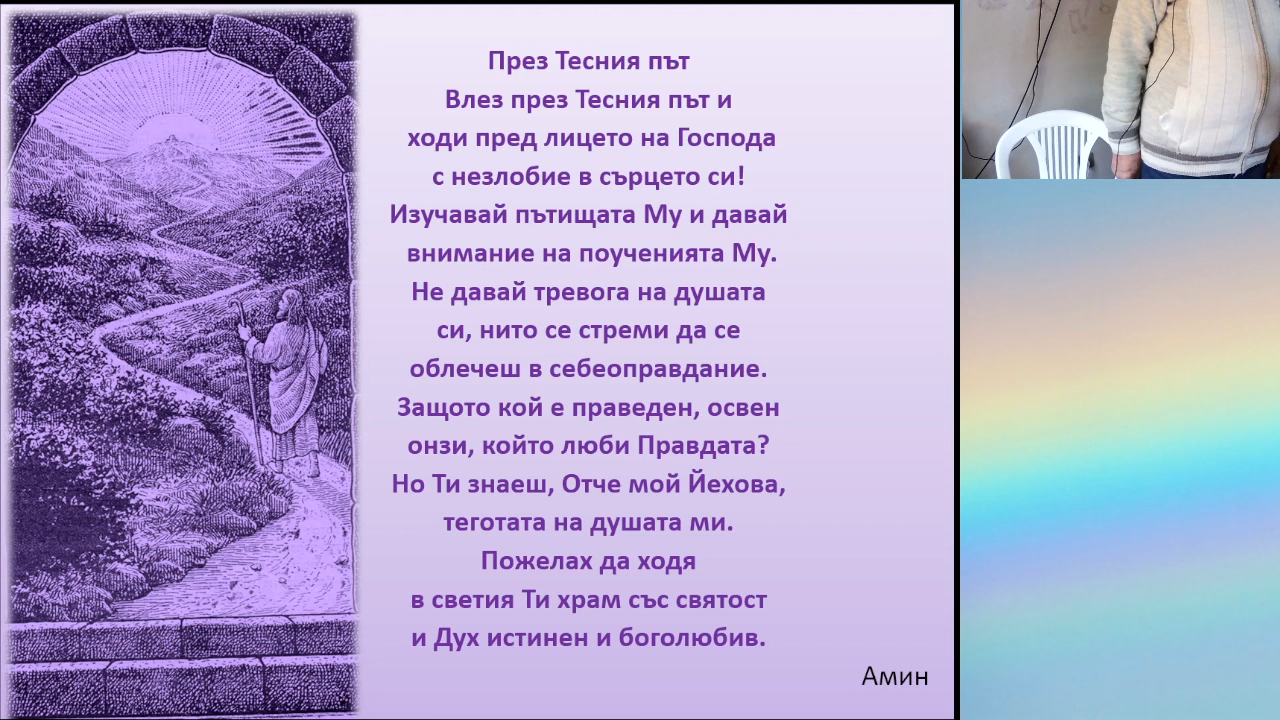 През Тесния път
Влез през Тесния път и
ходи пред лицето на Господа
с незлобие в сърцето си!
Изучавай пътищата Му и давай
внимание на поученията Му.
Не давай тревога на душата
си, нито се стреми да се
облечеш в себеоправдание.
Защото кой е праведен, освен
онзи, който люби Правдата?
Но Ти знаеш, Отче мой Йехова,
теготата на душата ми.
Пожелах да ходя
в светия Ти храм със святост
и Дух истинен и боголюбив.
Амин